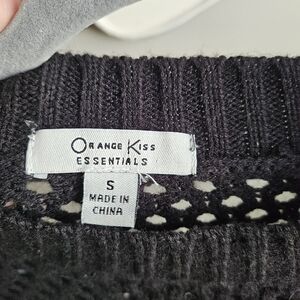 ORANGE KISS
ESSENTIALS
S
MADE IN
CHINA